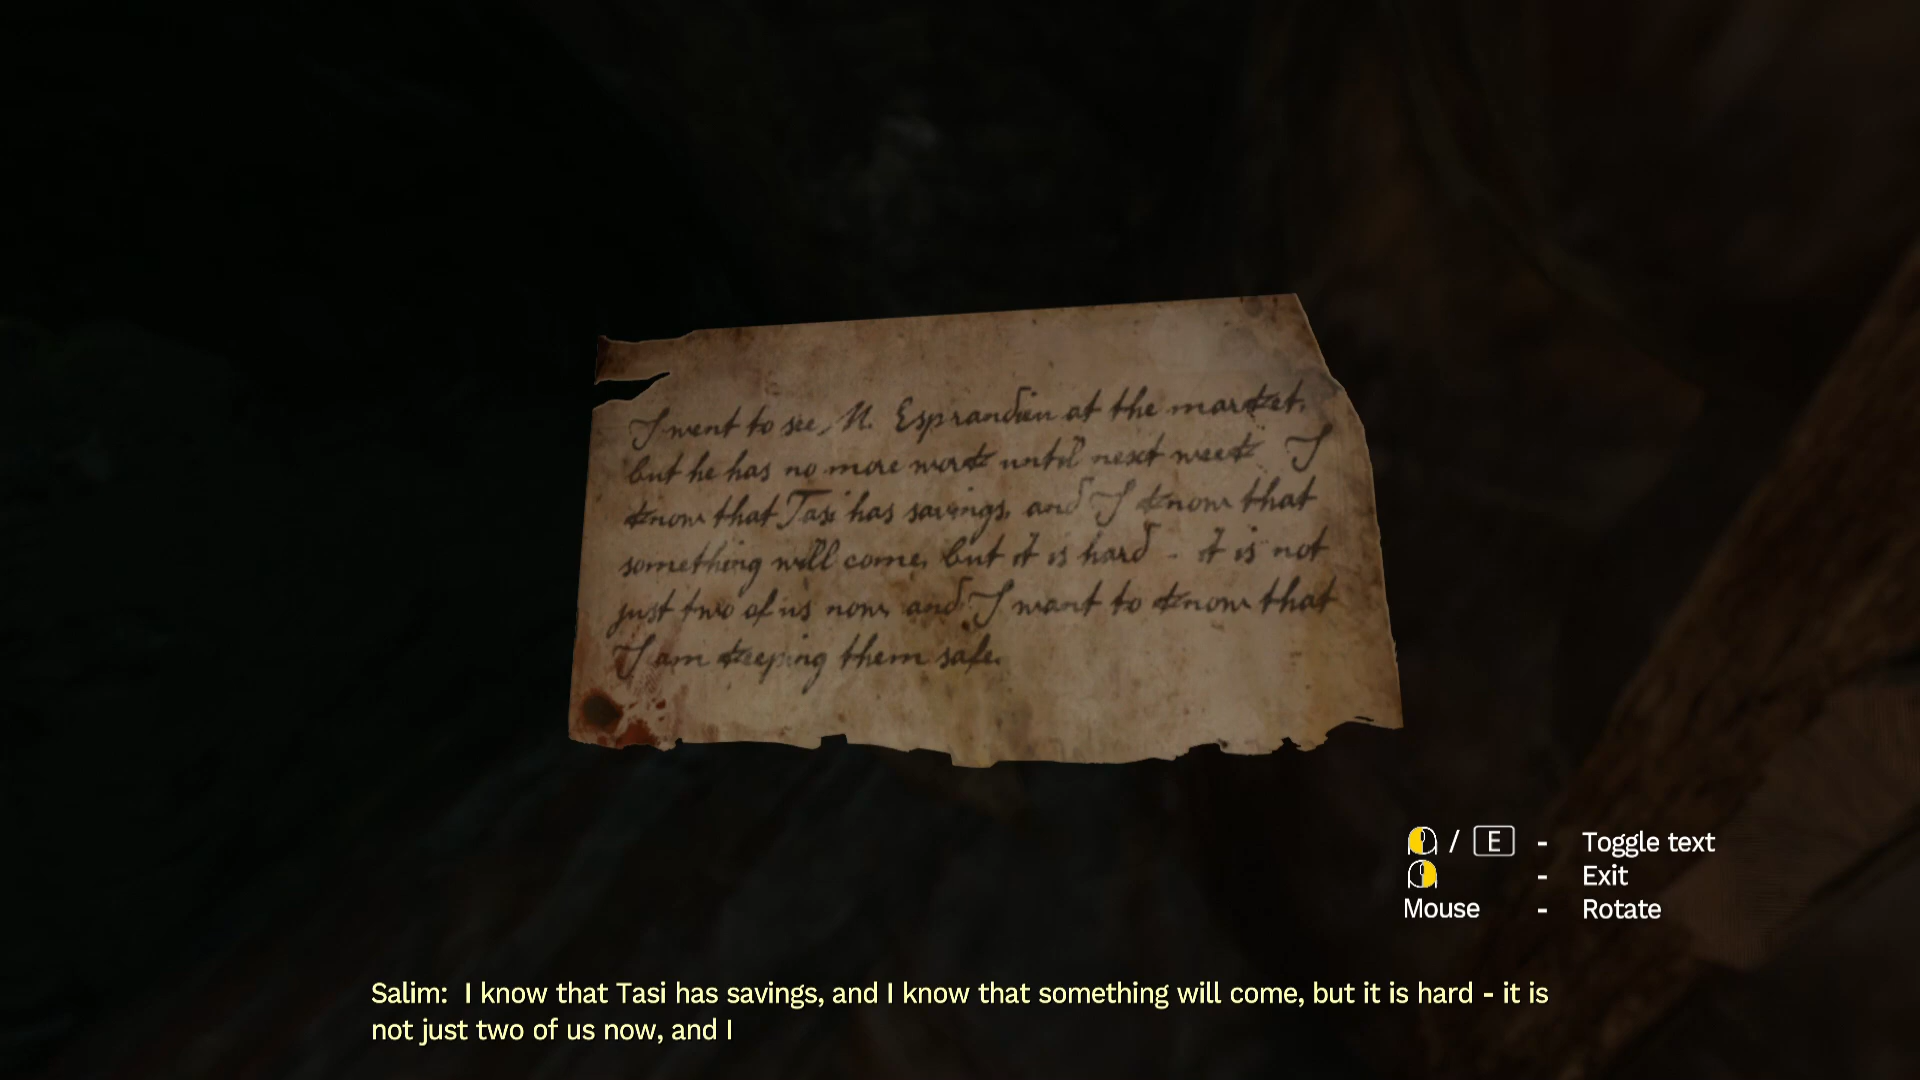 I went to see M. Esprandieu at the market,
but he has no more work until next week. I
know that Tasi has savings, and I know that
something will come, but it is hard - it is not
just two of us now, and I want to know that
I am keeping them safe.
/ E - Toggle text
- Exit
Mouse - Rotate
Salim: I know that Tasi has savings, and I know that something will come, but it is hard - it is
not just two of us now, and I